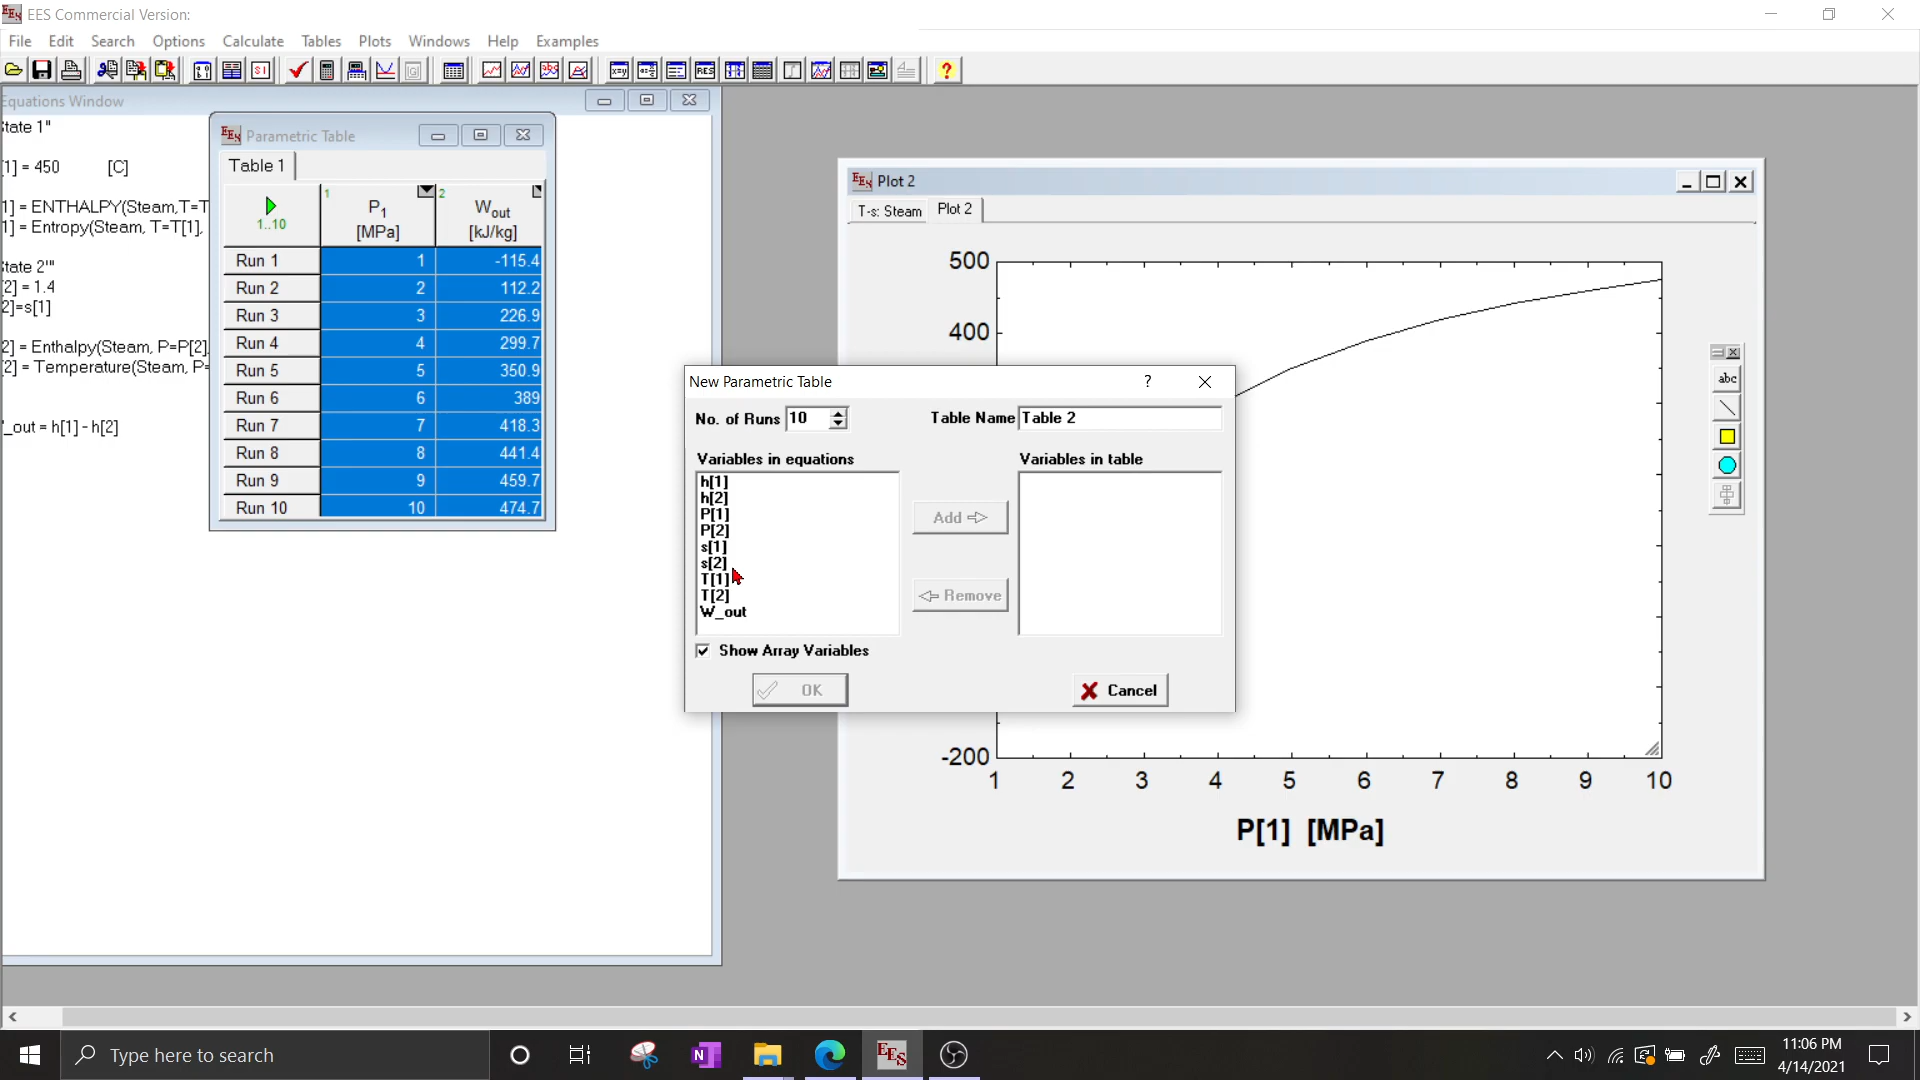 EES Commercial Version:
File Edit Search Options Calculate Tables Plots Windows Help Examples
Equations Window
tate 1"
[1] = 450 [C]
1] = ENTHALPY(Steam,T=T
1] = Entropy(Steam, T=T[1],
tate 2'"
[2] = 1.4
2]=s[1]
2] = Enthalpy(Steam, P=P[2]
[2] = Temperature(Steam, P=
_out = h[1] - h[2]
EES Parametric Table
Table 1
1..10
1 P1 [MPa]
2 Wout [kJ/kg]
Run 1 1 -115.4
Run 2 2 112.2
Run 3 3 226.9
Run 4 4 299.7
Run 5 5 350.9
Run 6 6 389
Run 7 7 418.3
Run 8 8 441.4
Run 9 9 459.7
Run 10 10 474.7
EES Plot 2
T-s: Steam Plot 2
500
400
-200
1 2 3 4 5 6 7 8 9 10
P[1] [MPa]
abc
New Parametric Table ?
No. of Runs 10 Table Name Table 2
Variables in equations Variables in table
h[1]
h[2]
P[1]
P[2]
s[1]
s[2]
T[1]
T[2]
W_out
Add
Remove
Show Array Variables
OK Cancel
Type here to search
EES
11:06 PM
4/14/2021